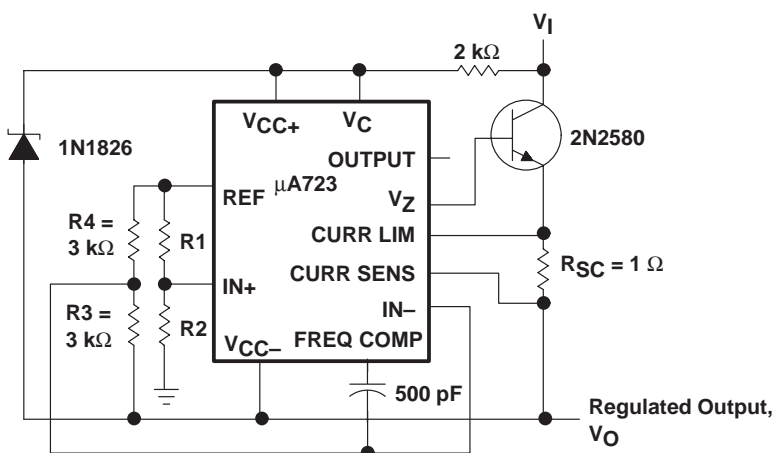 VI
2 kΩ
VCC+
VC
1N1826
2N2580
OUTPUT
μA723
REF
VZ
R4 =
3 kΩ
R1
CURR LIM
CURR SENS
RSC = 1 Ω
IN+
IN–
R3 =
3 kΩ
R2
VCC–
FREQ COMP
500 pF
Regulated Output,
VO